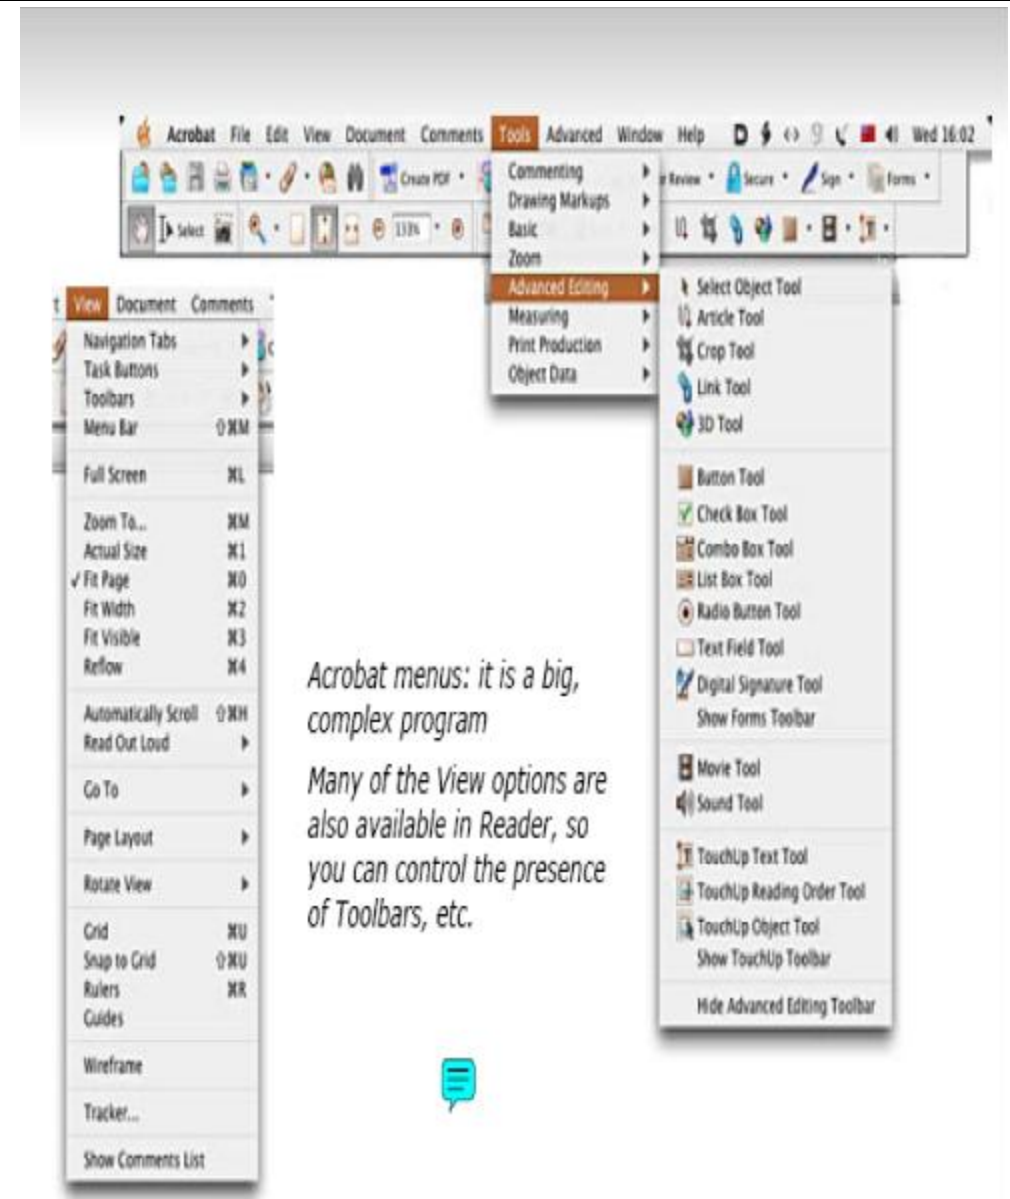 Acrobat File Edit View Document Comments Tools Advanced Window Help Wed 16:02
Create PDF Review Secure Sign Forms
Select 133%
Commenting
Drawing Markups
Basic
Zoom
Advanced Editing
Measuring
Print Production
Object Data
Select Object Tool
Article Tool
Crop Tool
Link Tool
3D Tool
Button Tool
Check Box Tool
Combo Box Tool
List Box Tool
Radio Button Tool
Text Field Tool
Digital Signature Tool
Show Forms Toolbar
Movie Tool
Sound Tool
TouchUp Text Tool
TouchUp Reading Order Tool
TouchUp Object Tool
Show TouchUp Toolbar
Hide Advanced Editing Toolbar
View Document Comments
Navigation Tabs
Task Buttons
Toolbars
Menu Bar ⇧⌘M
Full Screen ⌘L
Zoom To... ⌘M
Actual Size ⌘1
✓ Fit Page ⌘0
Fit Width ⌘2
Fit Visible ⌘3
Reflow ⌘4
Automatically Scroll ⇧⌘H
Read Out Loud
Go To
Page Layout
Rotate View
Grid ⌘U
Snap to Grid ⇧⌘U
Rulers ⌘R
Guides
Wireframe
Tracker...
Show Comments List
Acrobat menus: it is a big,
complex program
Many of the View options are
also available in Reader, so
you can control the presence
of Toolbars, etc.